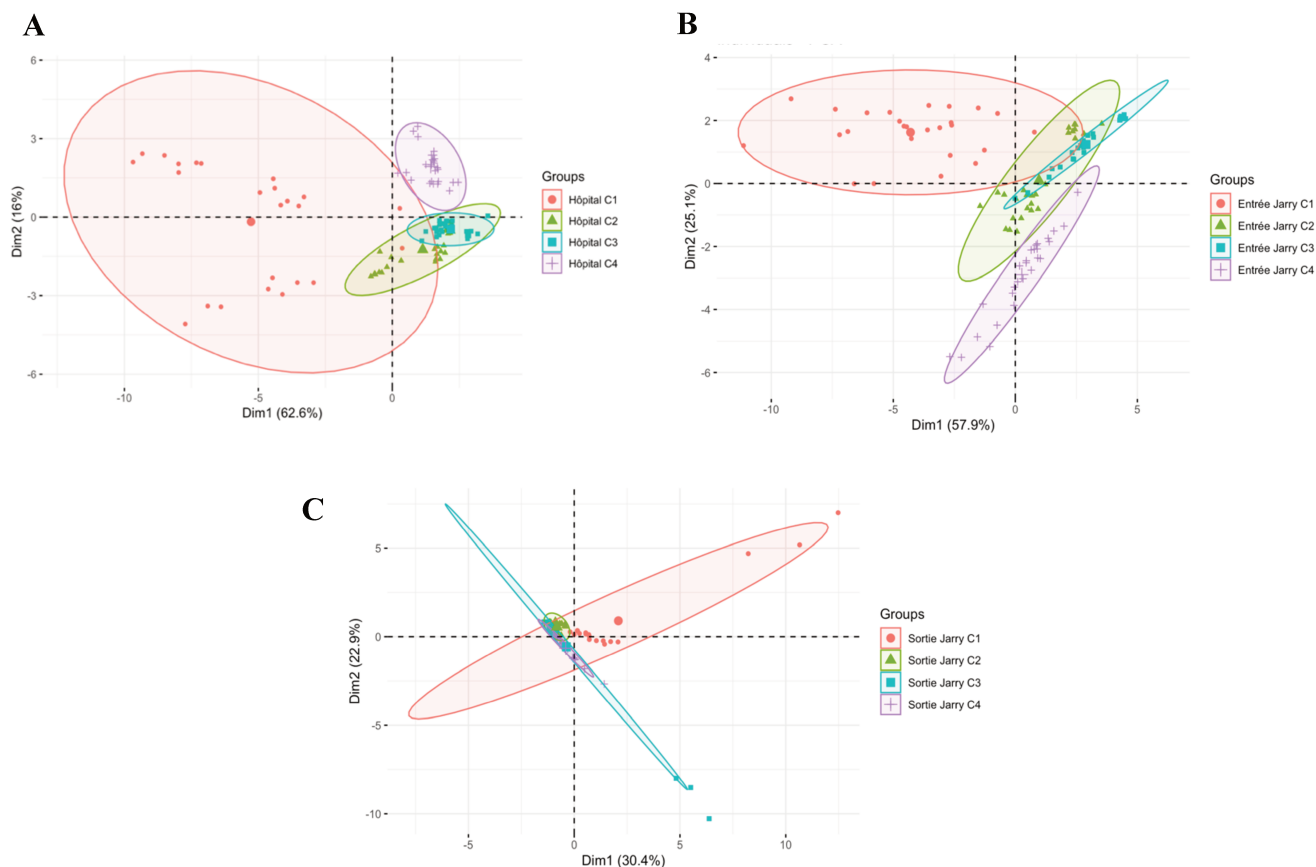 A
6
3
0
-3
-6
-10
-5
0
Dim1 (62.6%)
Dim2 (16%)
Groups
Hôpital C1
Hôpital C2
Hôpital C3
Hôpital C4
B
4
2
0
-2
-4
-6
-10
-5
0
5
Dim1 (57.9%)
Dim2 (25.1%)
Groups
Entrée Jarry C1
Entrée Jarry C2
Entrée Jarry C3
Entrée Jarry C4
C
5
0
-5
-10
-5
0
5
10
Dim1 (30.4%)
Dim2 (22.9%)
Groups
Sortie Jarry C1
Sortie Jarry C2
Sortie Jarry C3
Sortie Jarry C4